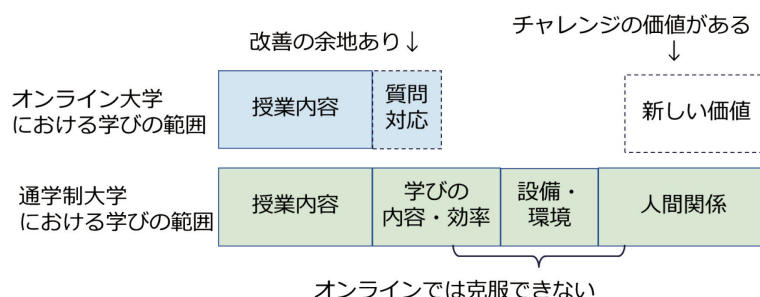 改善の余地あり↓
チャレンジの価値がある
↓
オンライン大学
における学びの範囲
授業内容
質問
対応
新しい価値
通学制大学
における学びの範囲
授業内容
学びの
内容・効率
設備・
環境
人間関係
オンラインでは克服できない